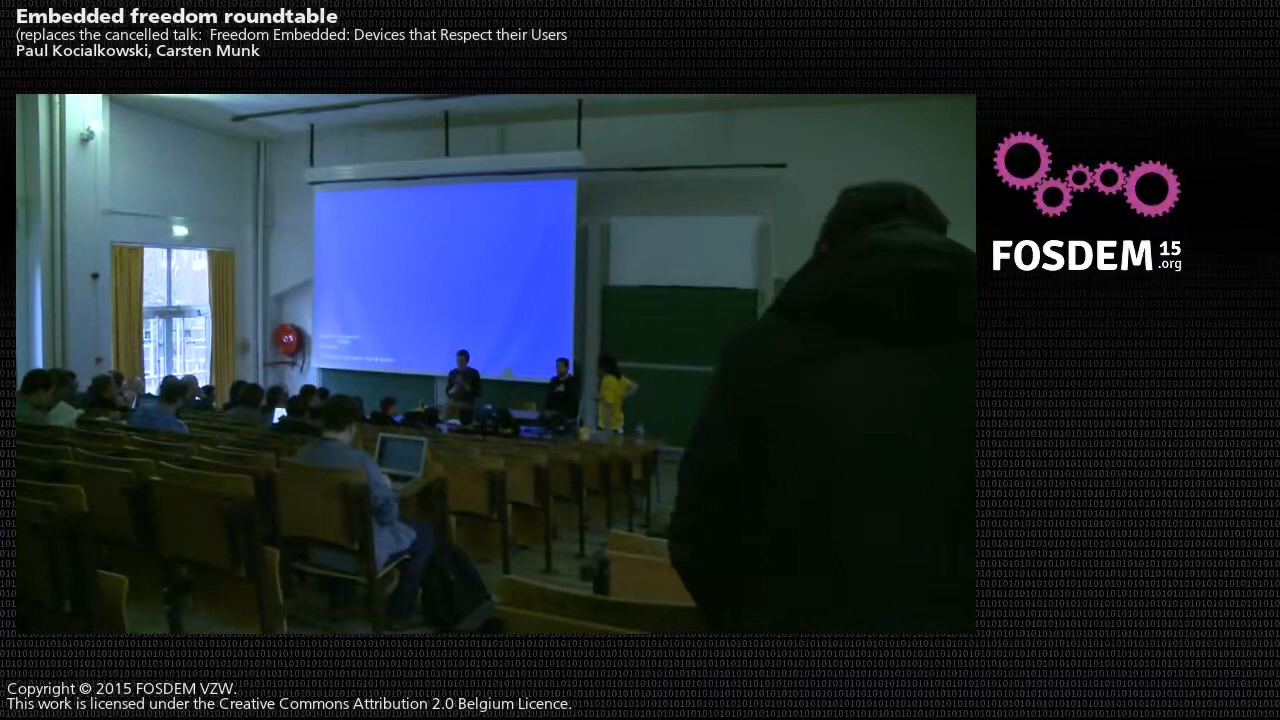 Embedded freedom roundtable
(replaces the cancelled talk:  Freedom Embedded: Devices that Respect their Users
Paul Kocialkowski, Carsten Munk
FOSDEM 15
.org
Copyright © 2015 FOSDEM VZW.
This work is licensed under the Creative Commons Attribution 2.0 Belgium Licence.